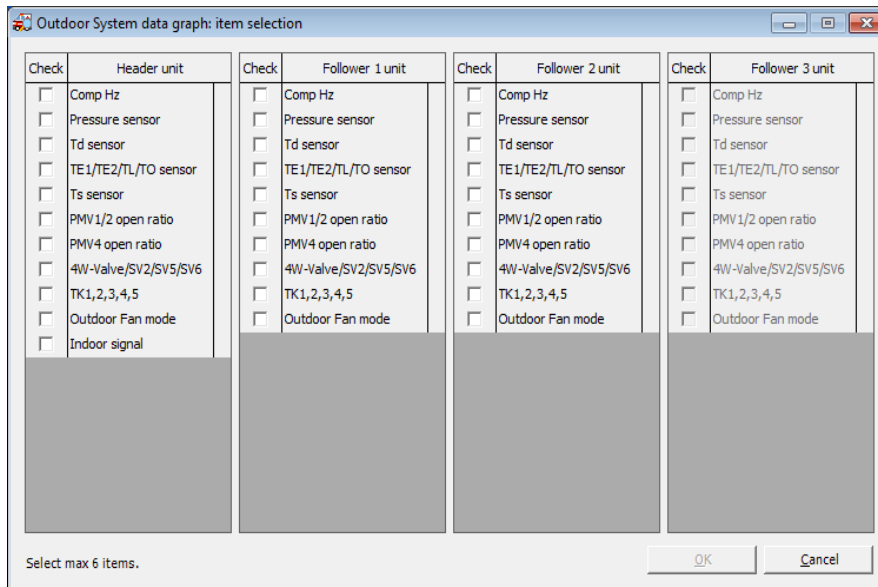 Outdoor System data graph: item selection
Check Header unit
Comp Hz
Pressure sensor
Td sensor
TE1/TE2/TL/TO sensor
Ts sensor
PMV1/2 open ratio
PMV4 open ratio
4W-Valve/SV2/SV5/SV6
TK1,2,3,4,5
Outdoor Fan mode
Indoor signal
Check Follower 1 unit
Comp Hz
Pressure sensor
Td sensor
TE1/TE2/TL/TO sensor
Ts sensor
PMV1/2 open ratio
PMV4 open ratio
4W-Valve/SV2/SV5/SV6
TK1,2,3,4,5
Outdoor Fan mode
Check Follower 2 unit
Comp Hz
Pressure sensor
Td sensor
TE1/TE2/TL/TO sensor
Ts sensor
PMV1/2 open ratio
PMV4 open ratio
4W-Valve/SV2/SV5/SV6
TK1,2,3,4,5
Outdoor Fan mode
Check Follower 3 unit
Comp Hz
Pressure sensor
Td sensor
TE1/TE2/TL/TO sensor
Ts sensor
PMV1/2 open ratio
PMV4 open ratio
4W-Valve/SV2/SV5/SV6
TK1,2,3,4,5
Outdoor Fan mode
Select max 6 items.
OK
Cancel